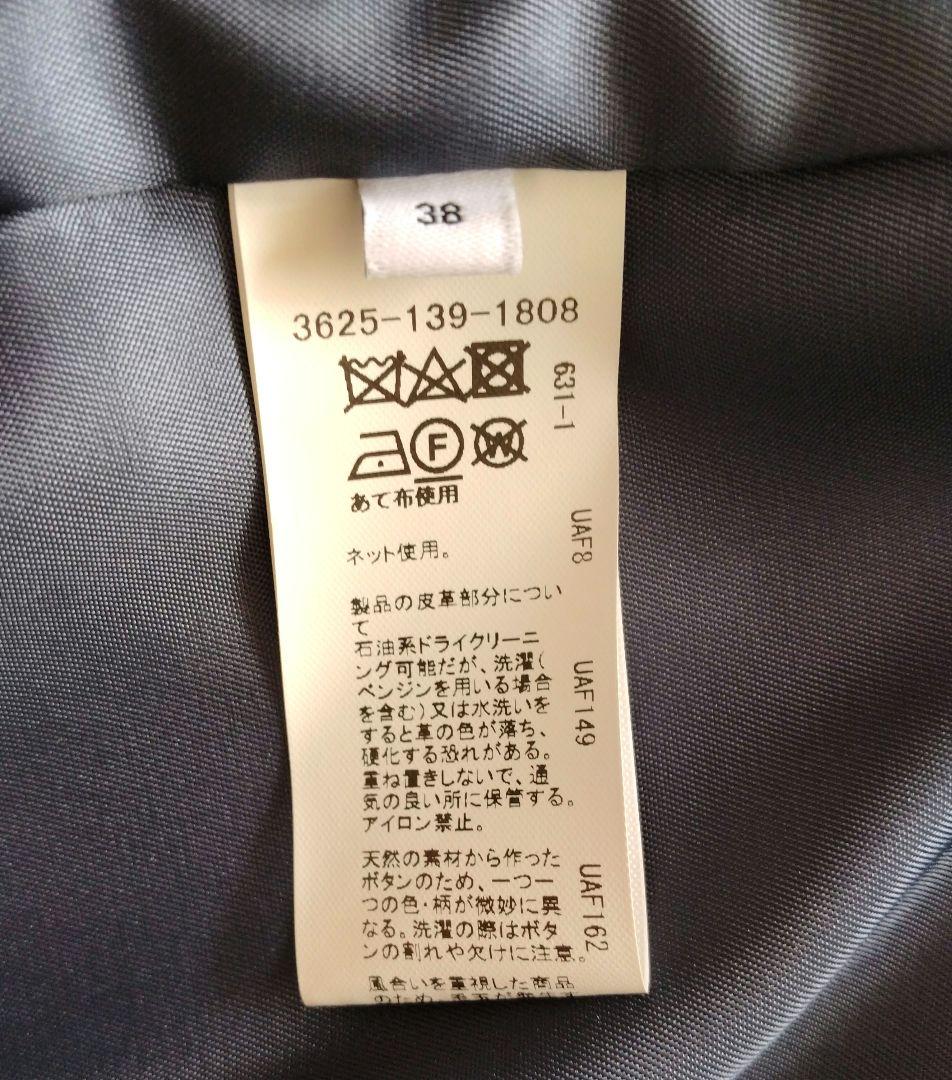 38
3625-139-1808
631-1
F
W
あて布使用
ネット使用。
UAF8
製品の皮革部分につい
て
石油系ドライクリーニ
ング可能だが、洗濯(
ベンジンを用いる場合
を含む)又は水洗いを
すると革の色が落ち、
硬化する恐れがある。
重ね置きしないで、通
気の良い所に保管する。
アイロン禁止。
UAF149
天然の素材から作った
ボタンのため、一つ一
つの色・柄が微妙に異
なる。洗濯の際はボタ
ンの割れや欠けに注意。
UAF162
風合いを重視した商品
のため、